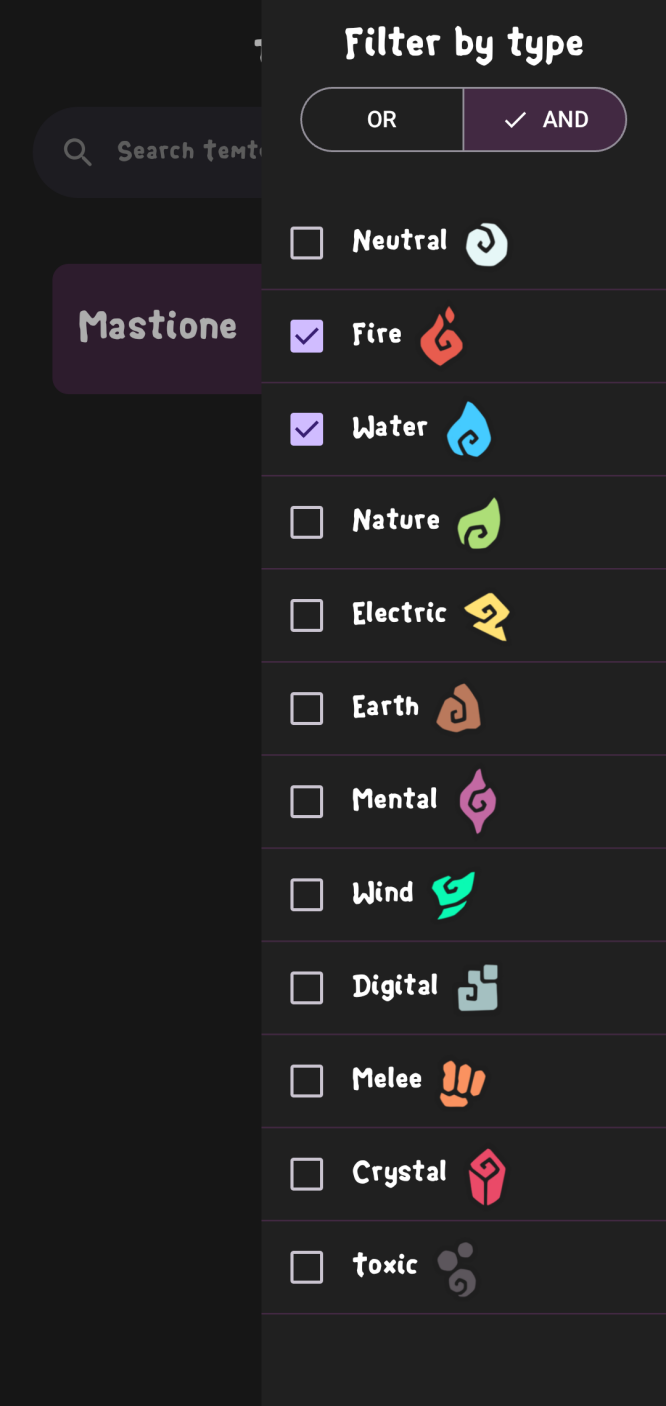 Filter by type
OR
AND
Search
Mastione
Neutral
Fire
Water
Nature
Electric
Earth
Mental
Wind
Digital
Melee
Crystal
toxic